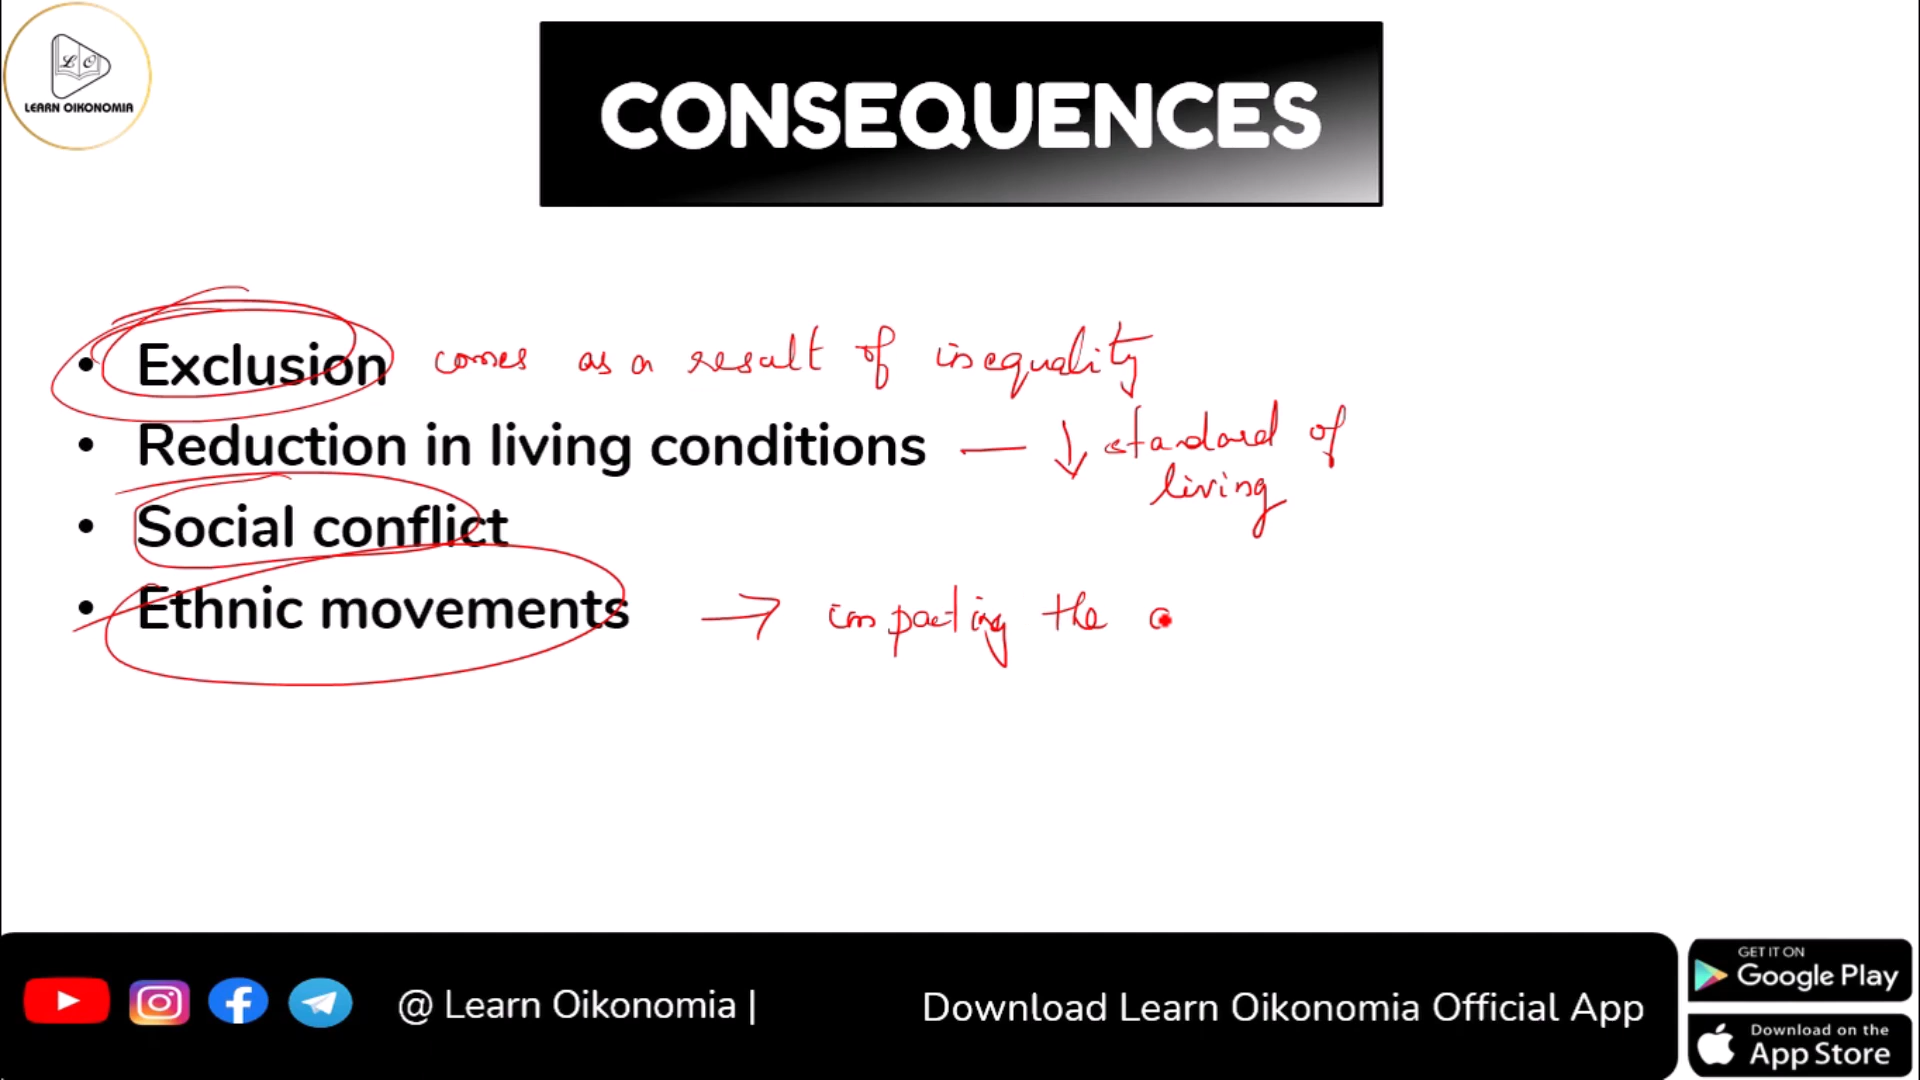 LO
LEARN OIKONOMIA
CONSEQUENCES
• Exclusion comes as a result of inequality
• Reduction in living conditions — ↓ standard of
living
• Social conflict
• Ethnic movements → impacting the
@ Learn Oikonomia |
Download Learn Oikonomia Official App
GET IT ON
Google Play
Download on the
App Store